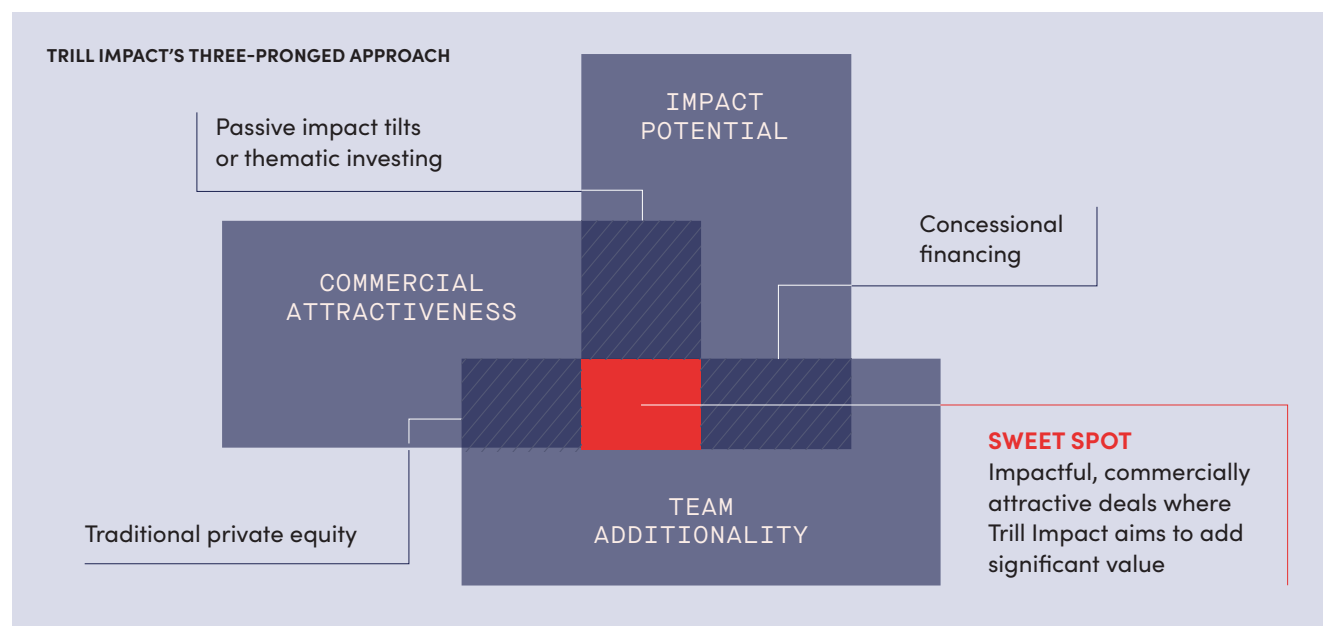 TRILL IMPACT’S THREE-PRONGED APPROACH
IMPACT
POTENTIAL
Passive impact tilts
or thematic investing
Concessional
financing
COMMERCIAL
ATTRACTIVENESS
SWEET SPOT
Impactful, commercially
attractive deals where
Trill Impact aims to add
significant value
TEAM
ADDITIONALITY
Traditional private equity